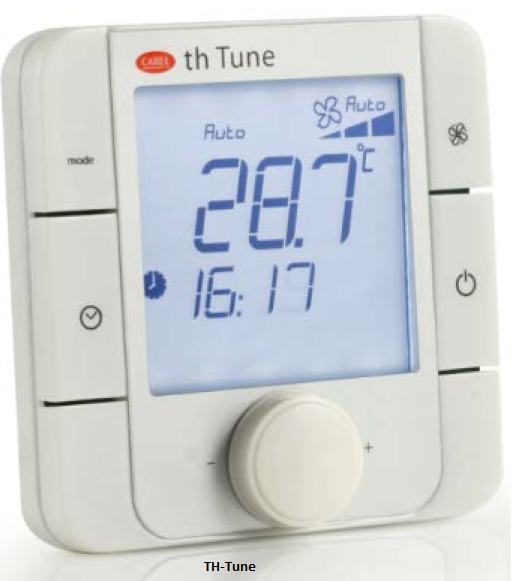 CAREL th Tune
Auto
Auto
mode
28.7°C
16:17
- +
TH-Tune